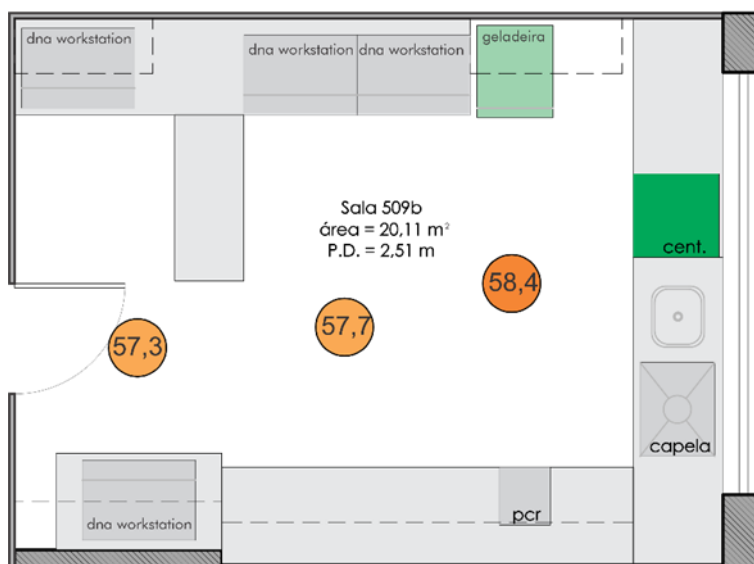 dna workstation
dna workstation
dna workstation
geladeira
Sala 509b
área = 20,11 m²
P.D. = 2,51 m
cent.
58,4
57,7
57,3
capela
pcr
dna workstation